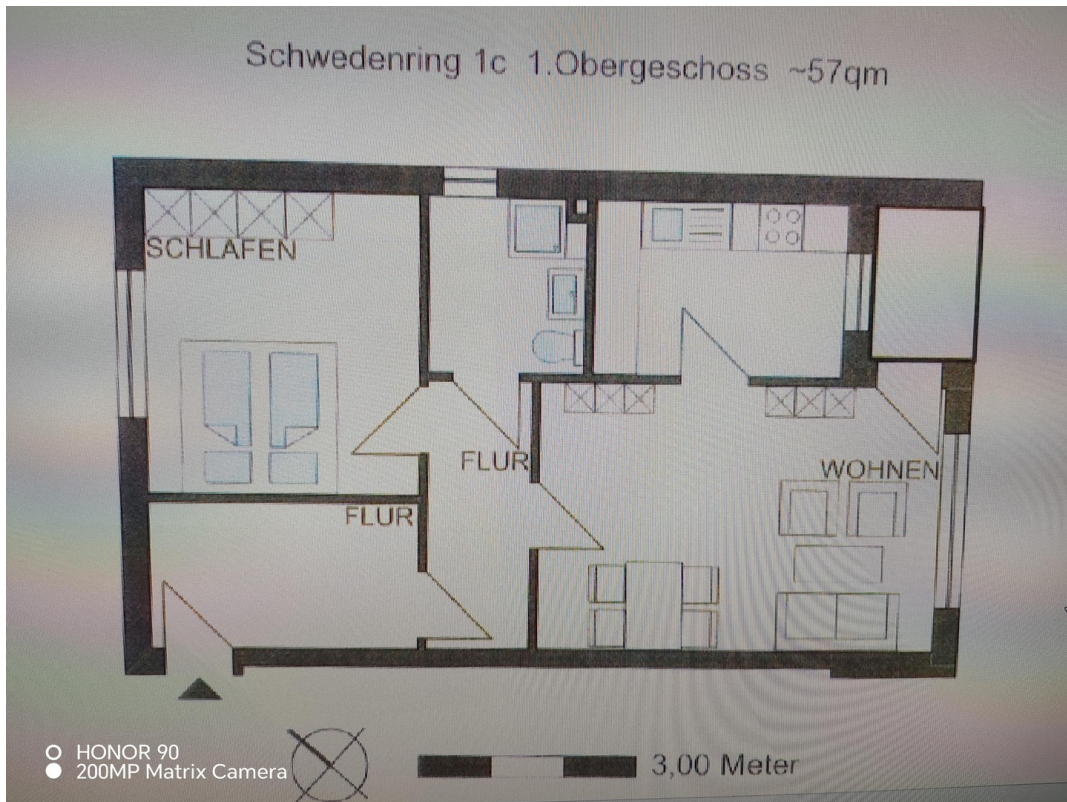 Schwedenring 1c 1.Obergeschoss ~57qm
SCHLAFEN
FLUR
WOHNEN
FLUR
3,00 Meter
HONOR 90
200MP Matrix Camera